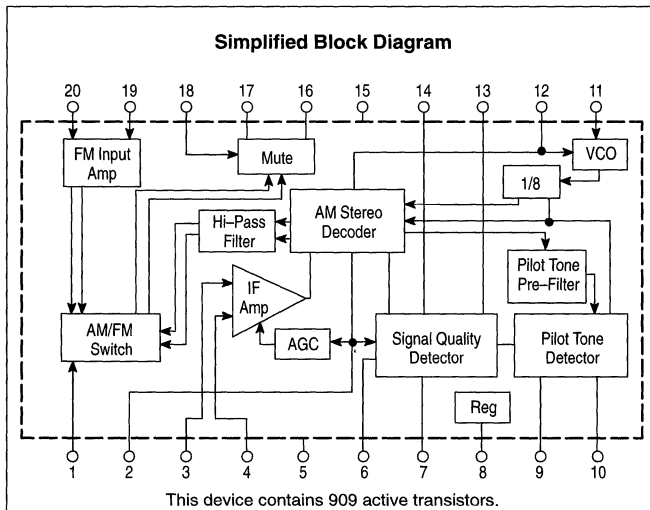 Simplified Block Diagram
20 19 18 17 16 15 14 13 12 11
FM Input
Amp
Mute
VCO
1/8
AM Stereo
Decoder
Hi–Pass
Filter
Pilot Tone
Pre–Filter
IF
Amp
AM/FM
Switch
AGC
Signal Quality
Detector
Pilot Tone
Detector
Reg
1 2 3 4 5 6 7 8 9 10
This device contains 909 active transistors.